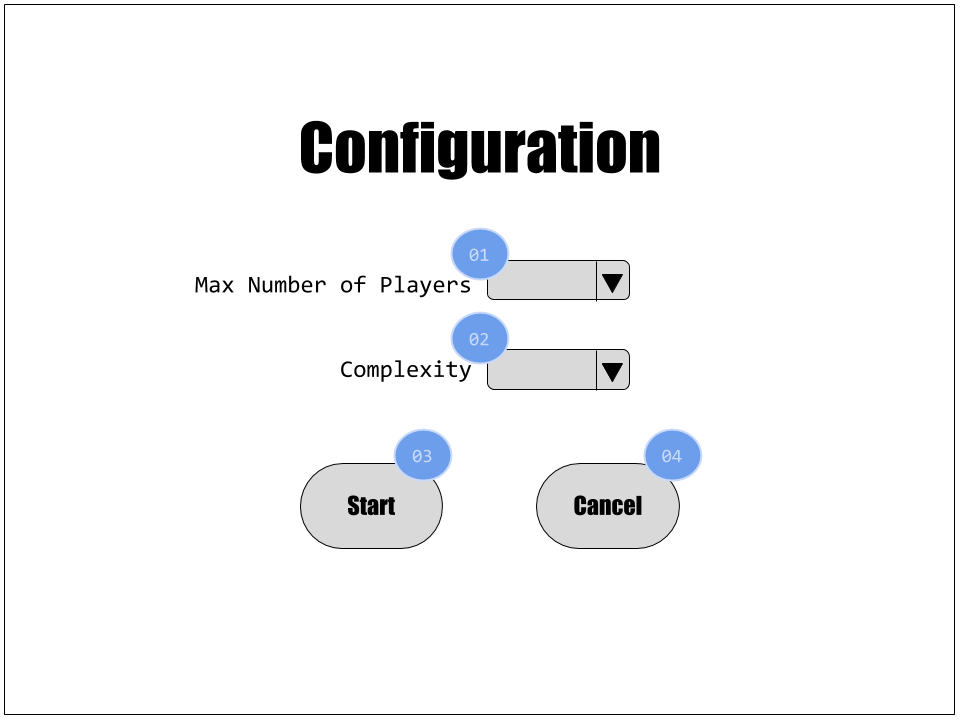 Configuration
01
Max Number of Players
02
Complexity
03
04
Start
Cancel